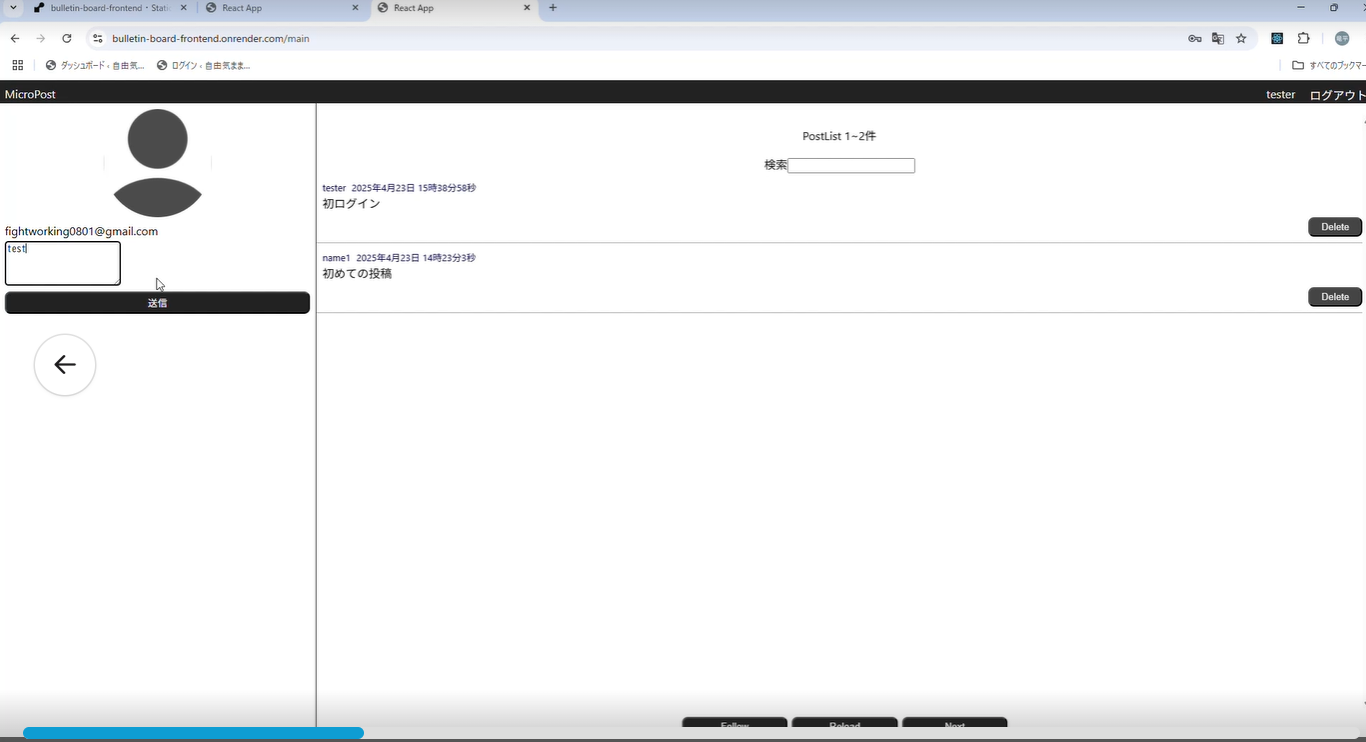 bulletin-board-frontend · Stati
React App
React App
bulletin-board-frontend.onrender.com/main
ダッシュボード ‹ 自由気...
ログイン ‹ 自由気まま...
すべてのブックマー
MicroPost
tester
ログアウト
fightworking0801@gmail.com
test
送信
PostList 1~2件
検索
tester 2025年4月23日 15時38分58秒
初ログイン
Delete
name1 2025年4月23日 14時23分3秒
初めての投稿
Delete
Follow
Reload
Next